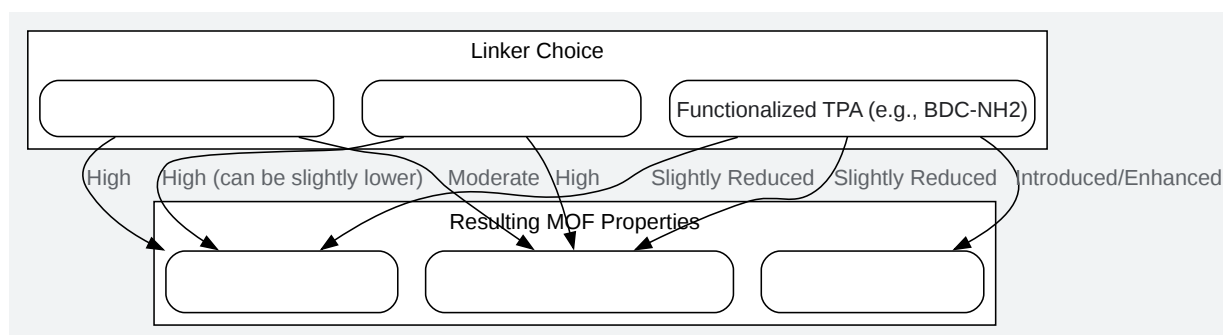 Linker Choice
Functionalized TPA (e.g., BDC-NH2)
High
High (can be slightly lower)
Moderate
High
Slightly Reduced
Slightly Reduced
Introduced/Enhanced
Resulting MOF Properties